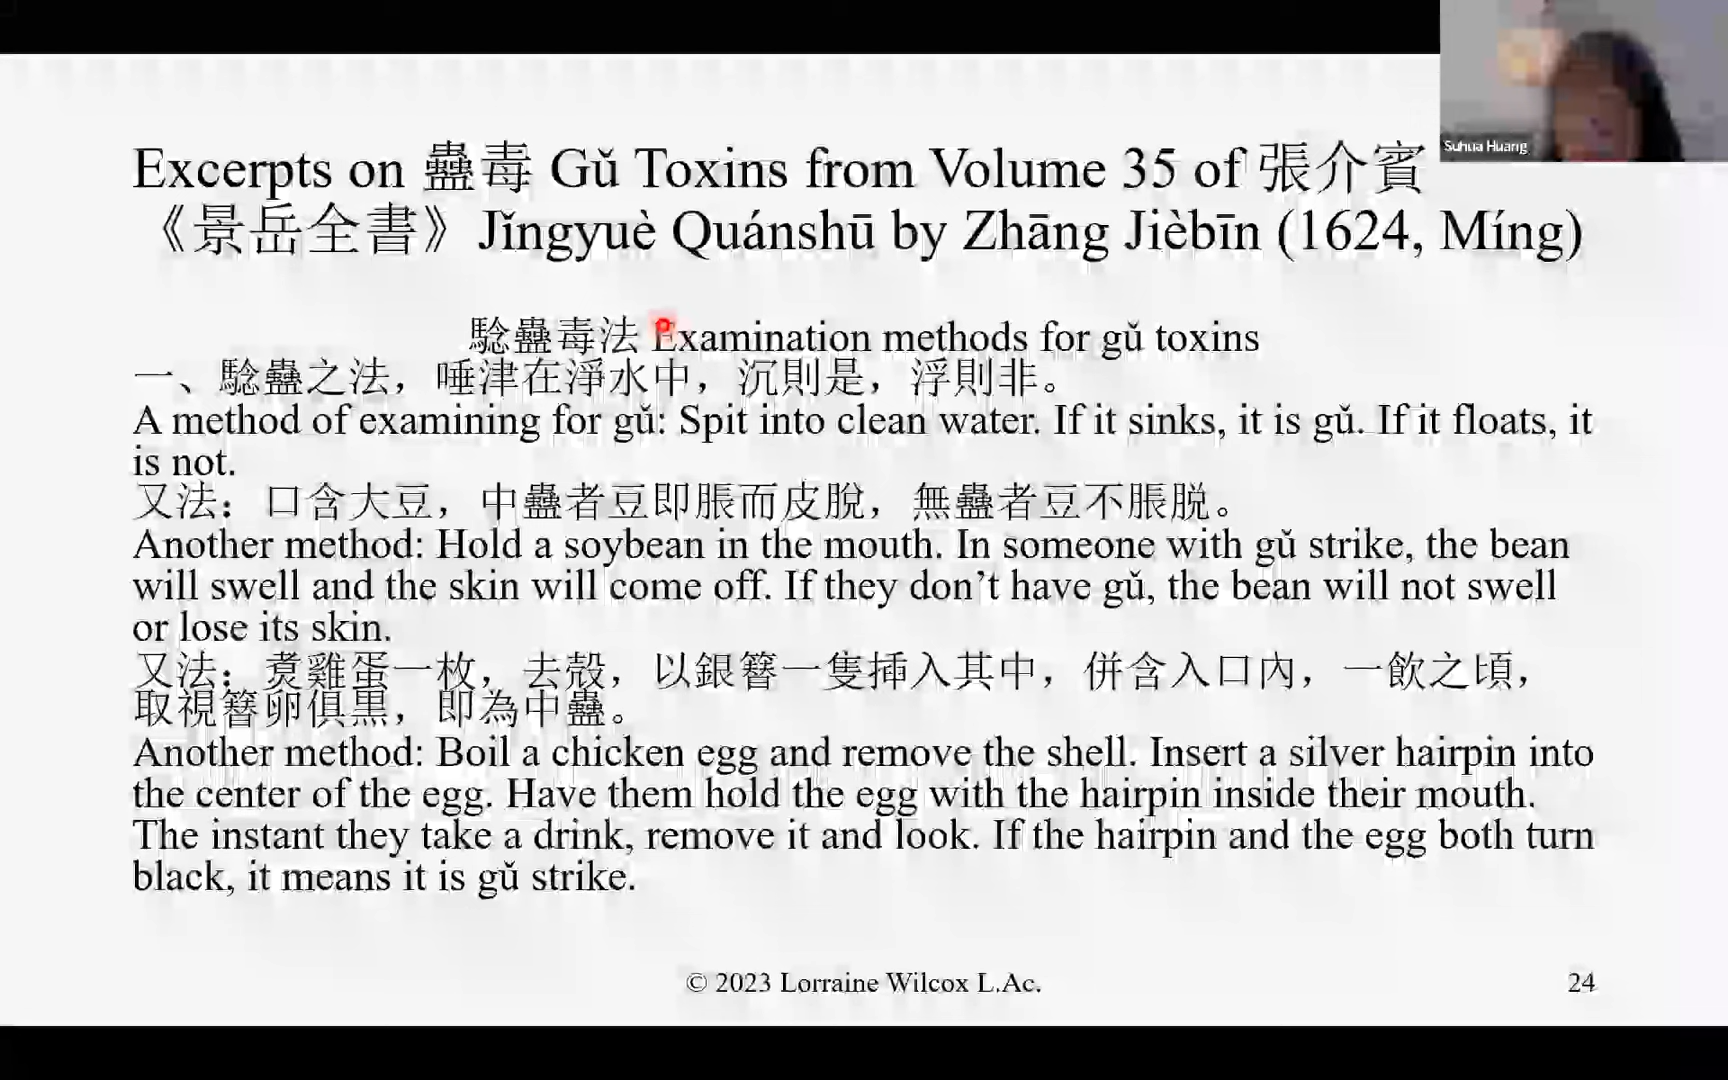 Suhua Huang
Excerpts on 蠱毒 Gǔ Toxins from Volume 35 of 張介賓
《景岳全書》 Jǐngyuè Quánshū by Zhāng Jièbīn (1624, Míng)
騐蠱毒法 Examination methods for gǔ toxins
一、騐蠱之法，唾津在淨水中，沉則是，浮則非。
A method of examining for gǔ: Spit into clean water. If it sinks, it is gǔ. If it floats, it
is not.
又法：口含大豆，中蠱者豆即脹而皮脫，無蠱者豆不脹脫。
Another method: Hold a soybean in the mouth. In someone with gǔ strike, the bean
will swell and the skin will come off. If they don’t have gǔ, the bean will not swell
or lose its skin.
又法：煮雞蛋一枚，去殼，以銀簪一隻插入其中，併含入口內，一飲之頃，
取視簪卵俱黑，即為中蠱。
Another method: Boil a chicken egg and remove the shell. Insert a silver hairpin into
the center of the egg. Have them hold the egg with the hairpin inside their mouth.
The instant they take a drink, remove it and look. If the hairpin and the egg both turn
black, it means it is gǔ strike.
© 2023 Lorraine Wilcox L.Ac.
24